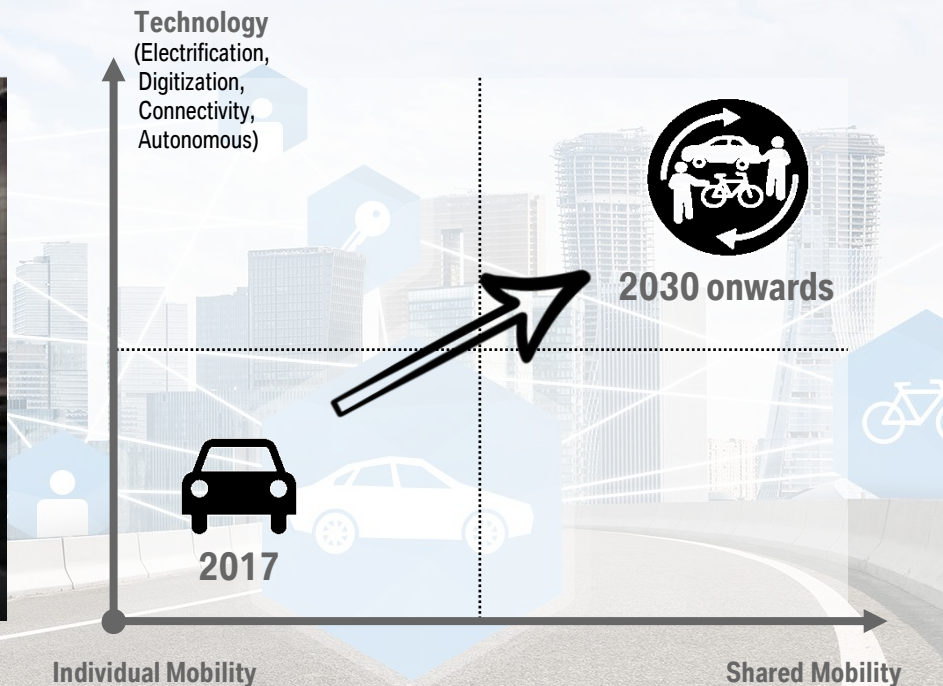 Technology
(Electrification,
Digitization,
Connectivity,
Autonomous)
2030 onwards
2017
Individual Mobility
Shared Mobility